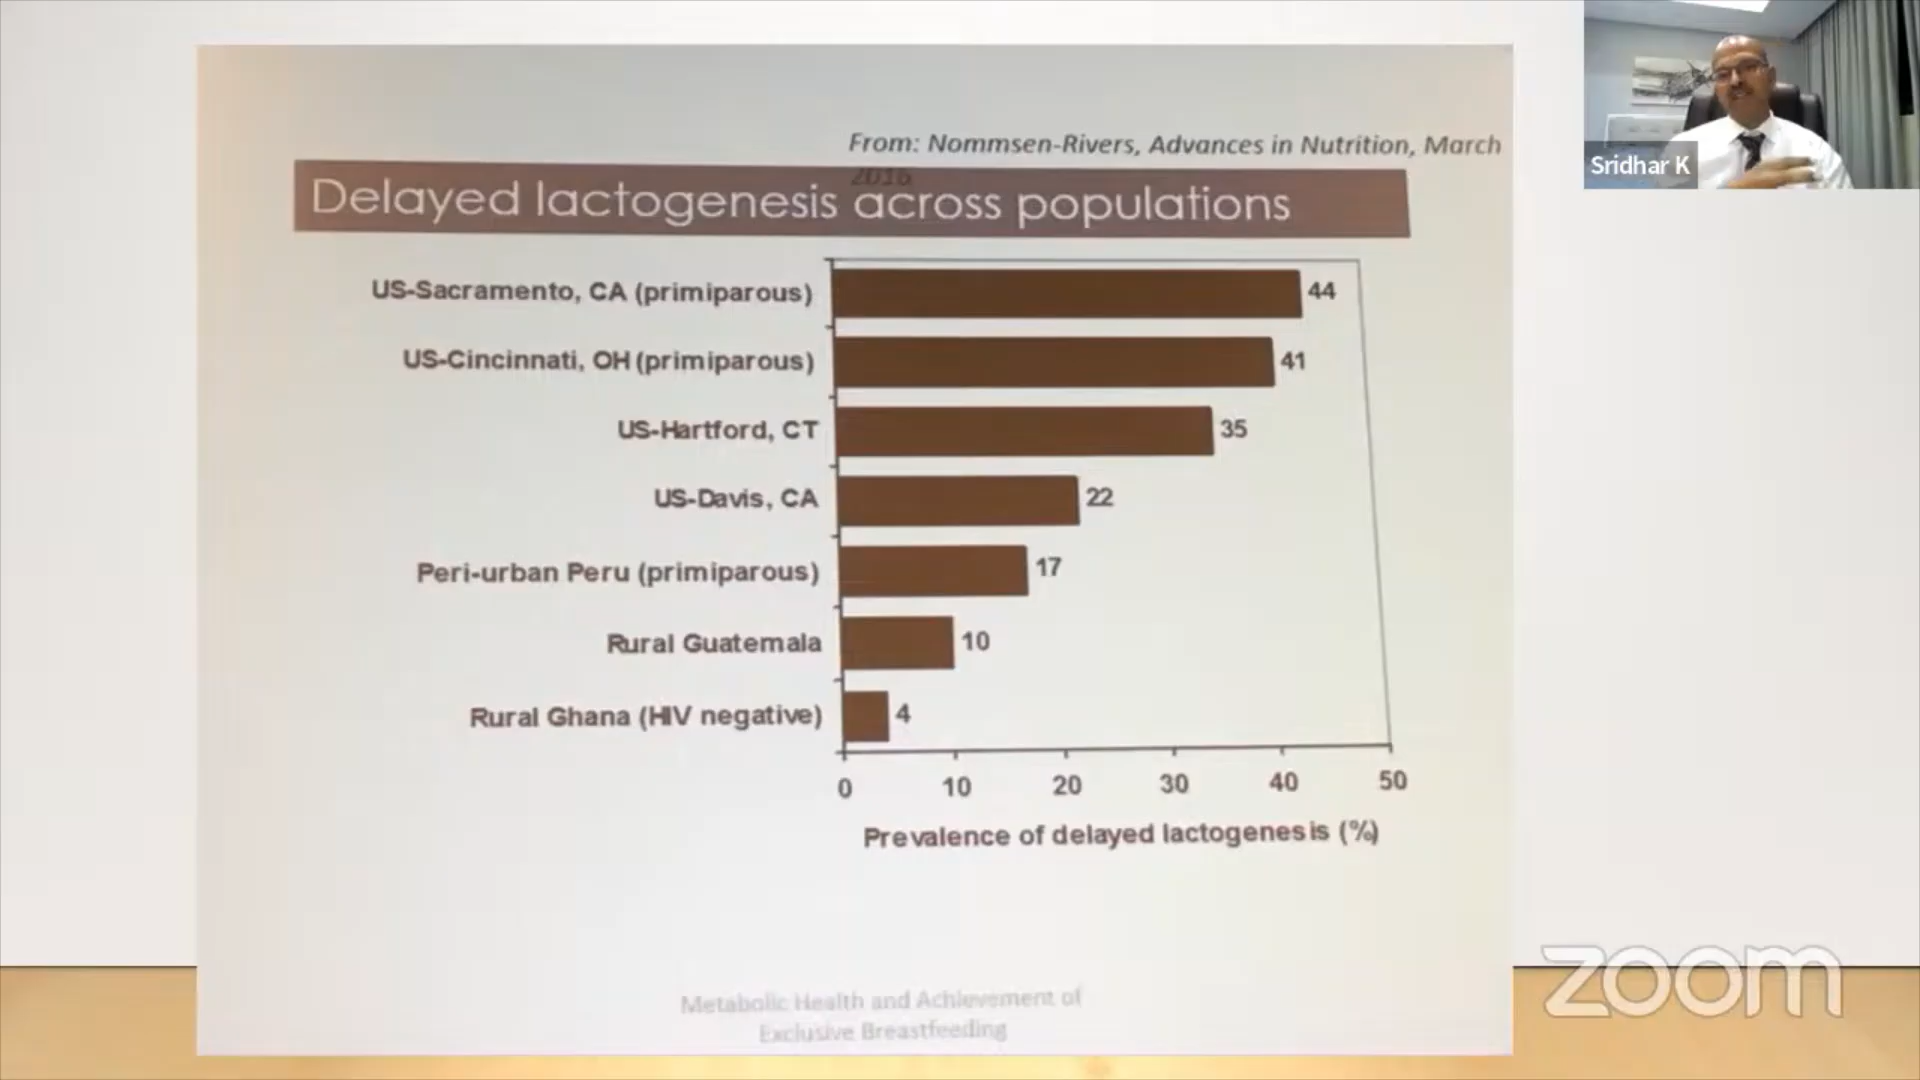 From: Nommsen-Rivers, Advances in Nutrition, March
2016
Delayed lactogenesis across populations
US-Sacramento, CA (primiparous)
44
US-Cincinnati, OH (primiparous)
41
US-Hartford, CT
35
US-Davis, CA
22
Peri-urban Peru (primiparous)
17
Rural Guatemala
10
Rural Ghana (HIV negative)
4
0 10 20 30 40 50
Prevalence of delayed lactogenesis (%)
Metabolic Health and Achievement of
Exclusive Breastfeeding
Sridhar K
zoom